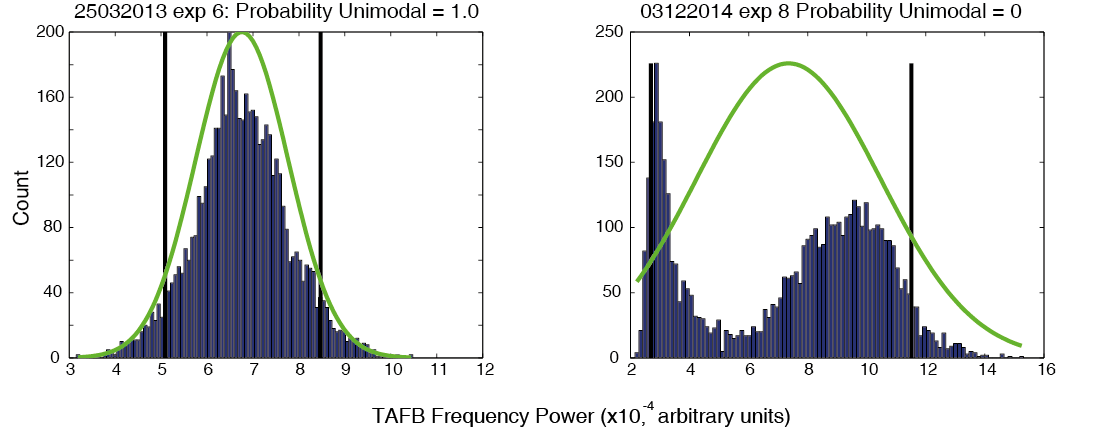 25032013 exp 6: Probability Unimodal = 1.0
03122014 exp 8 Probability Unimodal = 0
Count
200
160
120
80
40
0
3 4 5 6 7 8 9 10 11 12
250
200
150
100
50
0
2 4 6 8 10 12 14 16
TAFB Frequency Power (x10,-4 arbitrary units)